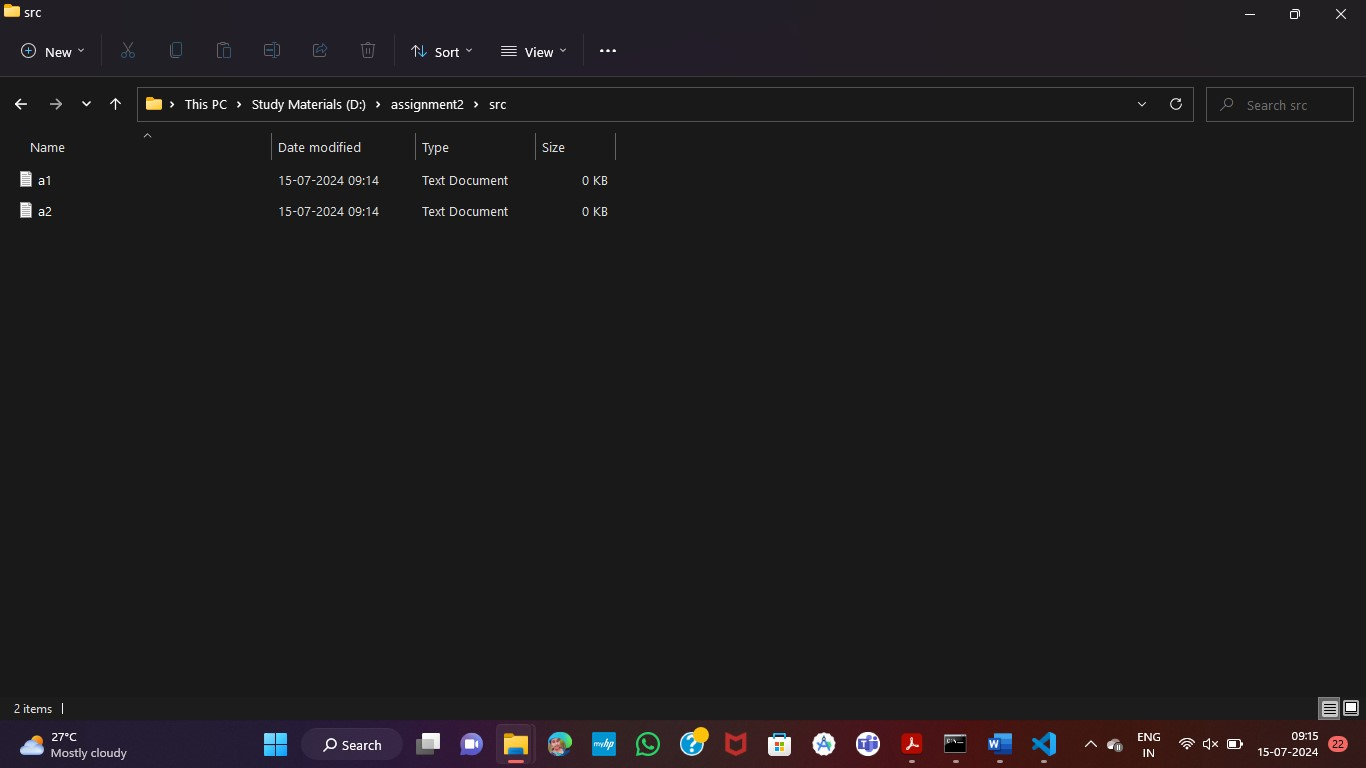 src
New
Sort
View
This PC
Study Materials (D:)
assignment2
src
Search src
Name
Date modified
Type
Size
a1
15-07-2024 09:14
Text Document
0 KB
a2
15-07-2024 09:14
Text Document
0 KB
2 items
27°C
Mostly cloudy
Search
myhp
ENG
IN
09:15
15-07-2024
22